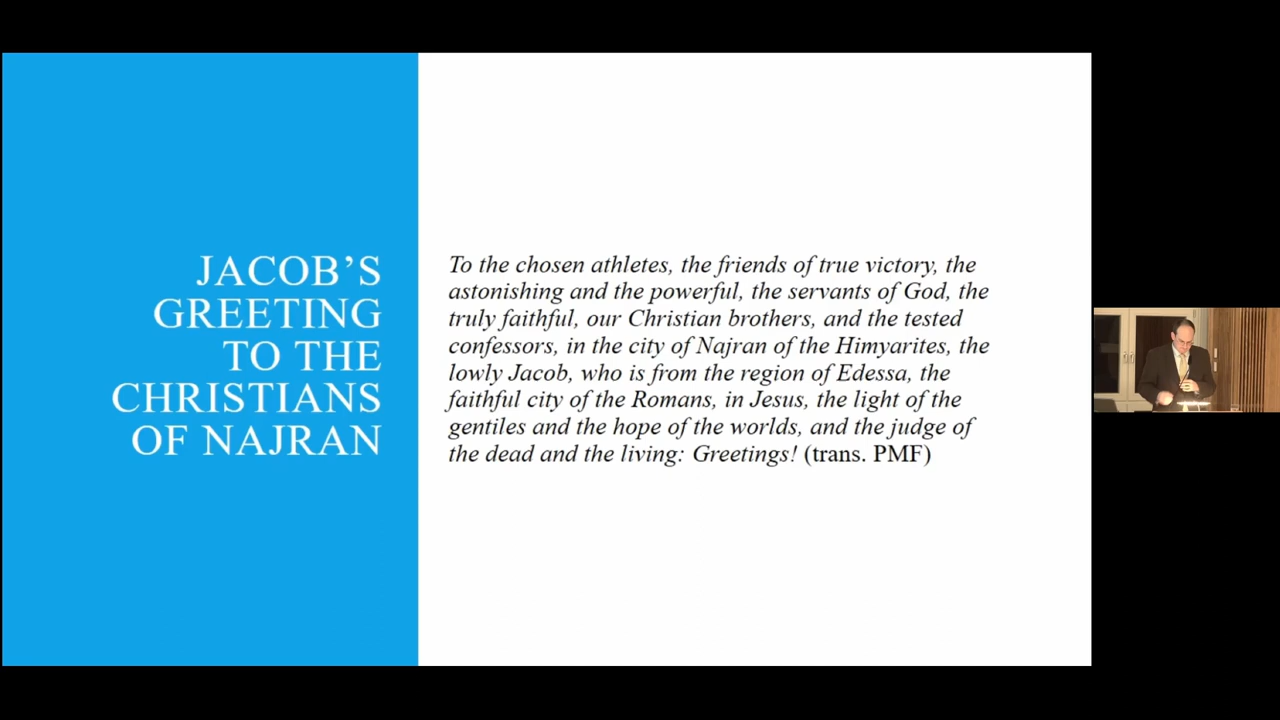 JACOB’S
GREETING
TO THE
CHRISTIANS
OF NAJRAN
To the chosen athletes, the friends of true victory, the
astonishing and the powerful, the servants of God, the
truly faithful, our Christian brothers, and the tested
confessors, in the city of Najran of the Himyarites, the
lowly Jacob, who is from the region of Edessa, the
faithful city of the Romans, in Jesus, the light of the
gentiles and the hope of the worlds, and the judge of
the dead and the living: Greetings! (trans. PMF)